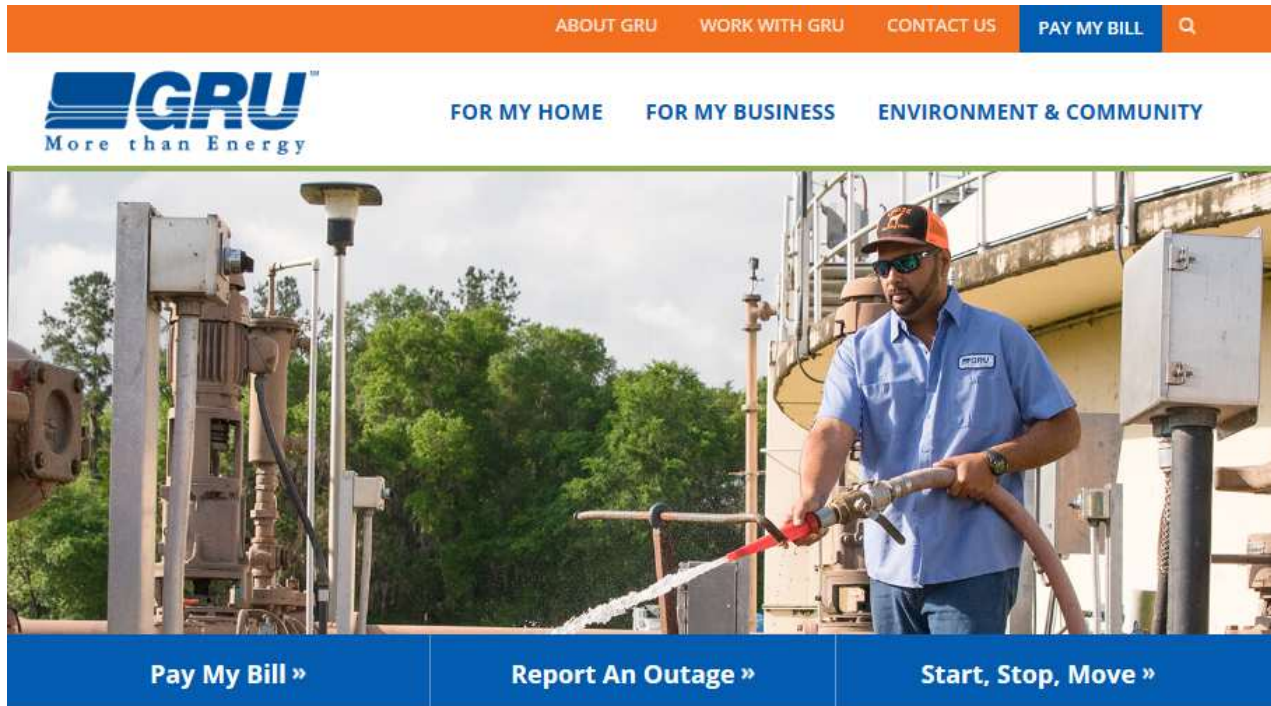 ABOUT GRU WORK WITH GRU CONTACT US PAY MY BILL
GRU™
More than Energy
FOR MY HOME FOR MY BUSINESS ENVIRONMENT & COMMUNITY
GRU
Pay My Bill » Report An Outage » Start, Stop, Move »